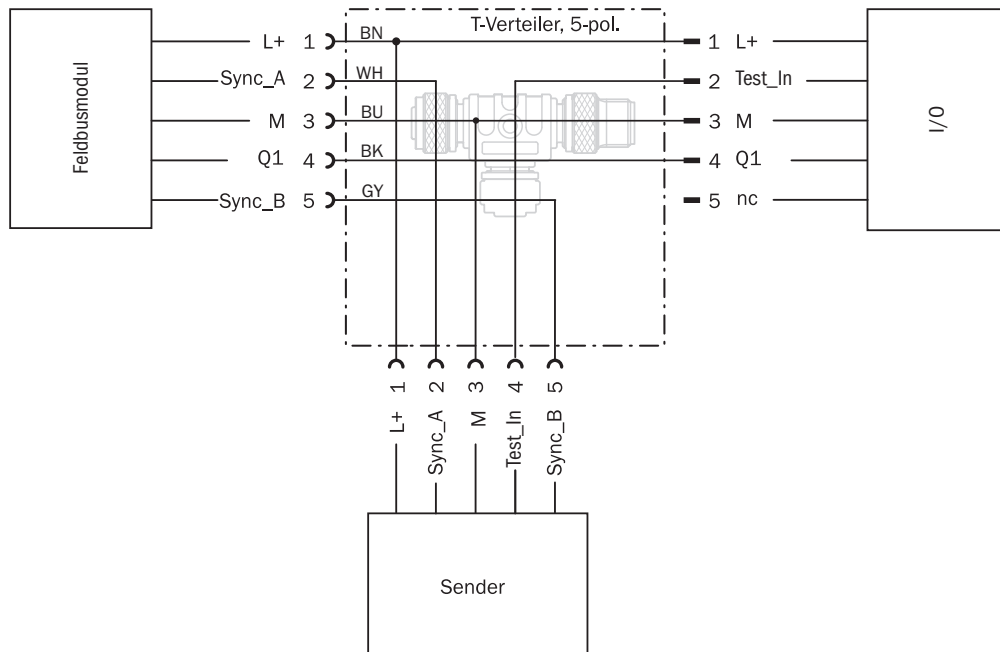 T-Verteiler, 5-pol.
Feldbusmodul
L+ 1 BN 1 L+
Sync_A 2 WH 2 Test_In
M 3 BU 3 M
Q1 4 BK 4 Q1
Sync_B 5 GY 5 nc
I/O
1 2 3 4 5
L+ Sync_A M Test_In Sync_B
Sender